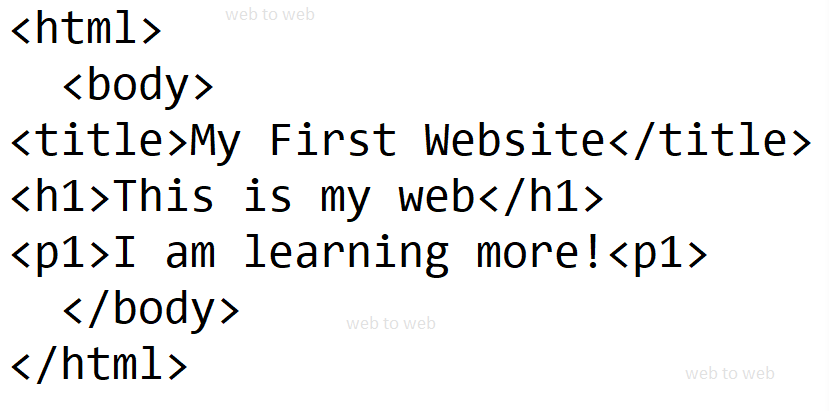 web to web
<html>
  <body>
<title>My First Website</title>
<h1>This is my web</h1>
<p1>I am learning more!<p1>
  </body>
web to web
</html>
web to web